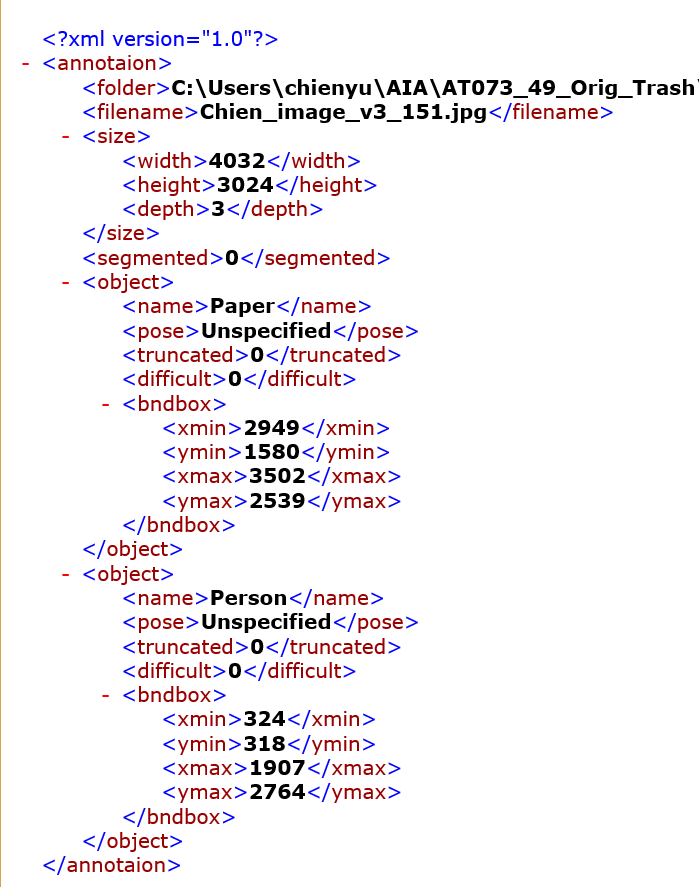 <?xml version="1.0"?>
- <annotaion>
<folder>C:\Users\chienyu\AIA\AT073_49_Orig_Trash\
<filename>Chien_image_v3_151.jpg</filename>
- <size>
<width>4032</width>
<height>3024</height>
<depth>3</depth>
</size>
<segmented>0</segmented>
- <object>
<name>Paper</name>
<pose>Unspecified</pose>
<truncated>0</truncated>
<difficult>0</difficult>
- <bndbox>
<xmin>2949</xmin>
<ymin>1580</ymin>
<xmax>3502</xmax>
<ymax>2539</ymax>
</bndbox>
</object>
- <object>
<name>Person</name>
<pose>Unspecified</pose>
<truncated>0</truncated>
<difficult>0</difficult>
- <bndbox>
<xmin>324</xmin>
<ymin>318</ymin>
<xmax>1907</xmax>
<ymax>2764</ymax>
</bndbox>
</object>
</annotaion>